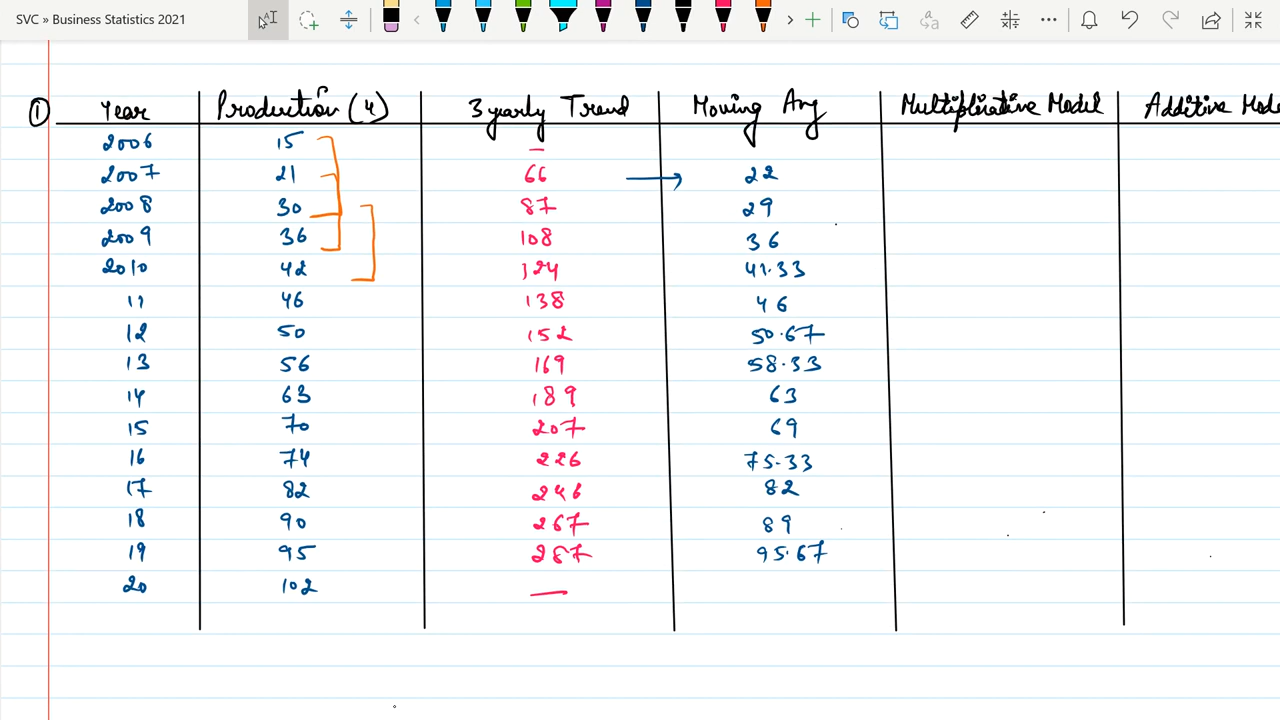 SVC » Business Statistics 2021
① Year Production (4) 3 yearly Trend Moving Avg Multiplicative Model Additive Mode
2006 15 —
2007 21 66 → 22
2008 30 87 29
2009 36 108 36
2010 42 124 41.33
11 46 138 46
12 50 152 50.67
13 56 169 58.33
14 63 189 63
15 70 207 69
16 74 226 75.33
17 82 246 82
18 90 267 89
19 95 287 95.67
20 102 —